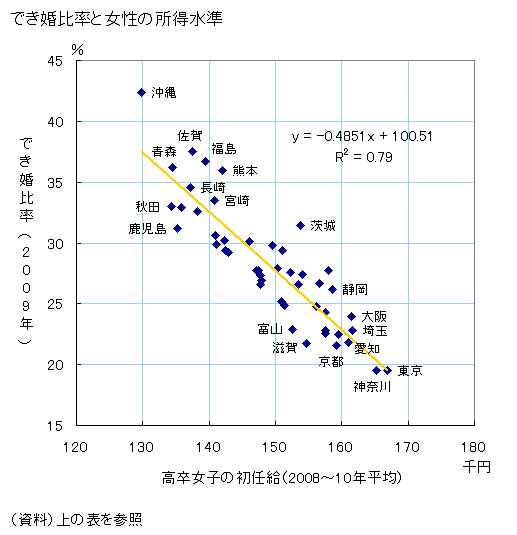 でき婚比率と女性の所得水準
%
45
40
35
30
25
20
15
でき婚比率(2009年)
沖縄
佐賀
福島
青森
熊本
長崎
宮崎
秋田
鹿児島
茨城
静岡
大阪
富山
埼玉
滋賀
愛知
京都
東京
神奈川
y = -0.4851x + 100.51
R² = 0.79
120 130 140 150 160 170 180
千円
高卒女子の初任給(2008~10年平均)
(資料)上の表を参照